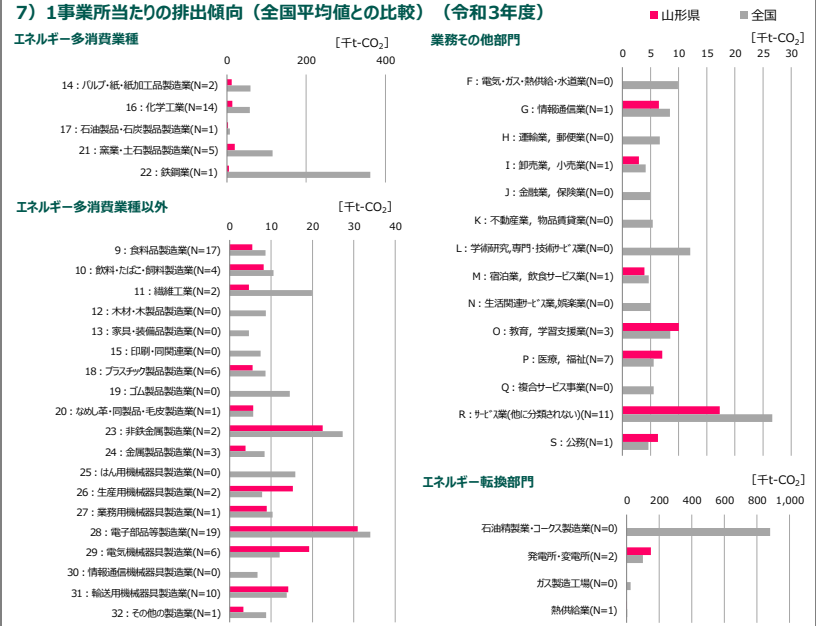 7）1事業所当たりの排出傾向（全国平均値との比較）（令和3年度）
■山形県 ■全国
エネルギー多消費業種
［千t-CO₂］
0 200 400
14：パルプ・紙・紙加工品製造業(N=2)
16：化学工業(N=14)
17：石油製品・石炭製品製造業(N=1)
21：窯業・土石製品製造業(N=5)
22：鉄鋼業(N=1)
エネルギー多消費業種以外
［千t-CO₂］
0 10 20 30 40
9：食料品製造業(N=17)
10：飲料・たばこ・飼料製造業(N=4)
11：繊維工業(N=2)
12：木材・木製品製造業(N=0)
13：家具・装備品製造業(N=0)
15：印刷・同関連業(N=0)
18：プラスチック製品製造業(N=6)
19：ゴム製品製造業(N=0)
20：なめし革・同製品・毛皮製造業(N=1)
23：非鉄金属製造業(N=2)
24：金属製品製造業(N=3)
25：はん用機械器具製造業(N=0)
26：生産用機械器具製造業(N=2)
27：業務用機械器具製造業(N=1)
28：電子部品等製造業(N=19)
29：電気機械器具製造業(N=6)
30：情報通信機械器具製造業(N=0)
31：輸送用機械器具製造業(N=10)
32：その他の製造業(N=1)
業務その他部門
［千t-CO₂］
0 5 10 15 20 25 30
F：電気・ガス・熱供給・水道業(N=0)
G：情報通信業(N=1)
H：運輸業，郵便業(N=0)
I：卸売業，小売業(N=1)
J：金融業，保険業(N=0)
K：不動産業，物品賃貸業(N=0)
L：学術研究,専門・技術ｻｰﾋﾞｽ業(N=0)
M：宿泊業，飲食サービス業(N=1)
N：生活関連ｻｰﾋﾞｽ業,娯楽業(N=0)
O：教育，学習支援業(N=3)
P：医療，福祉(N=7)
Q：複合サービス事業(N=0)
R：ｻｰﾋﾞｽ業(他に分類されない)(N=11)
S：公務(N=1)
エネルギー転換部門
［千t-CO₂］
0 200 400 600 800 1,000
石油精製業・コークス製造業(N=0)
発電所・変電所(N=2)
ガス製造工場(N=0)
熱供給業(N=1)